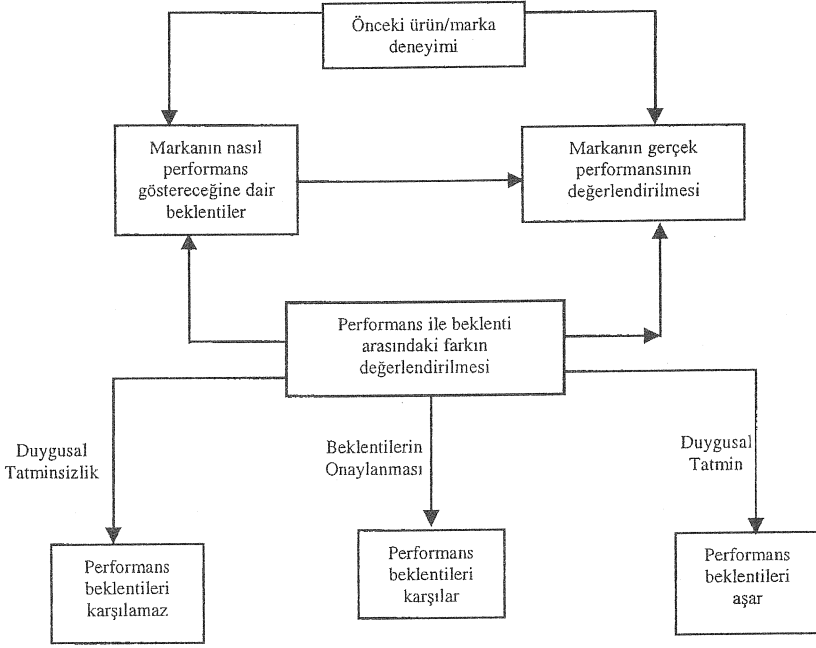 Önceki ürün/marka
deneyimi
Markanın nasıl
performans
göstereceğine dair
beklentiler
Markanın gerçek
performansının
değerlendirilmesi
Performans ile beklenti
arasındaki farkın
değerlendirilmesi
Duygusal
Tatminsizlik
Beklentilerin
Onaylanması
Duygusal
Tatmin
Performans
beklentileri
karşılamaz
Performans
beklentileri
karşılar
Performans
beklentileri
aşar